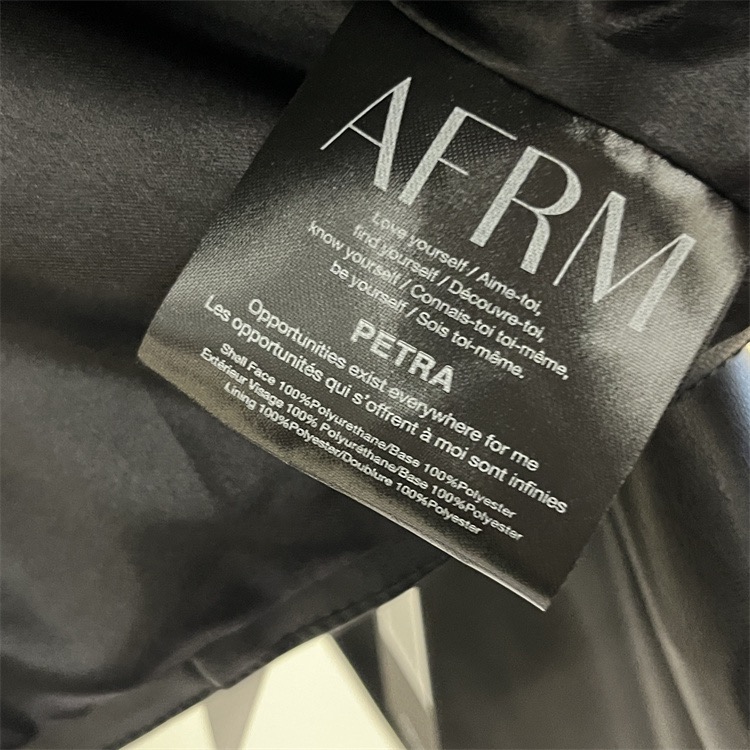 AFRM
Love yourself / Aime-toi,
find yourself / Découvre-toi,
know yourself / Connais-toi toi-même,
be yourself / Sois toi-même.
PETRA
Opportunities exist everywhere for me
Les opportunités qui s'offrent à moi sont infinies
Shell Face 100%Polyurethane/Base 100%Polyester
Extérieur Visage 100% Polyuréthane/Base 100%Polyester
Lining 100%Polyester/Doublure 100%Polyester